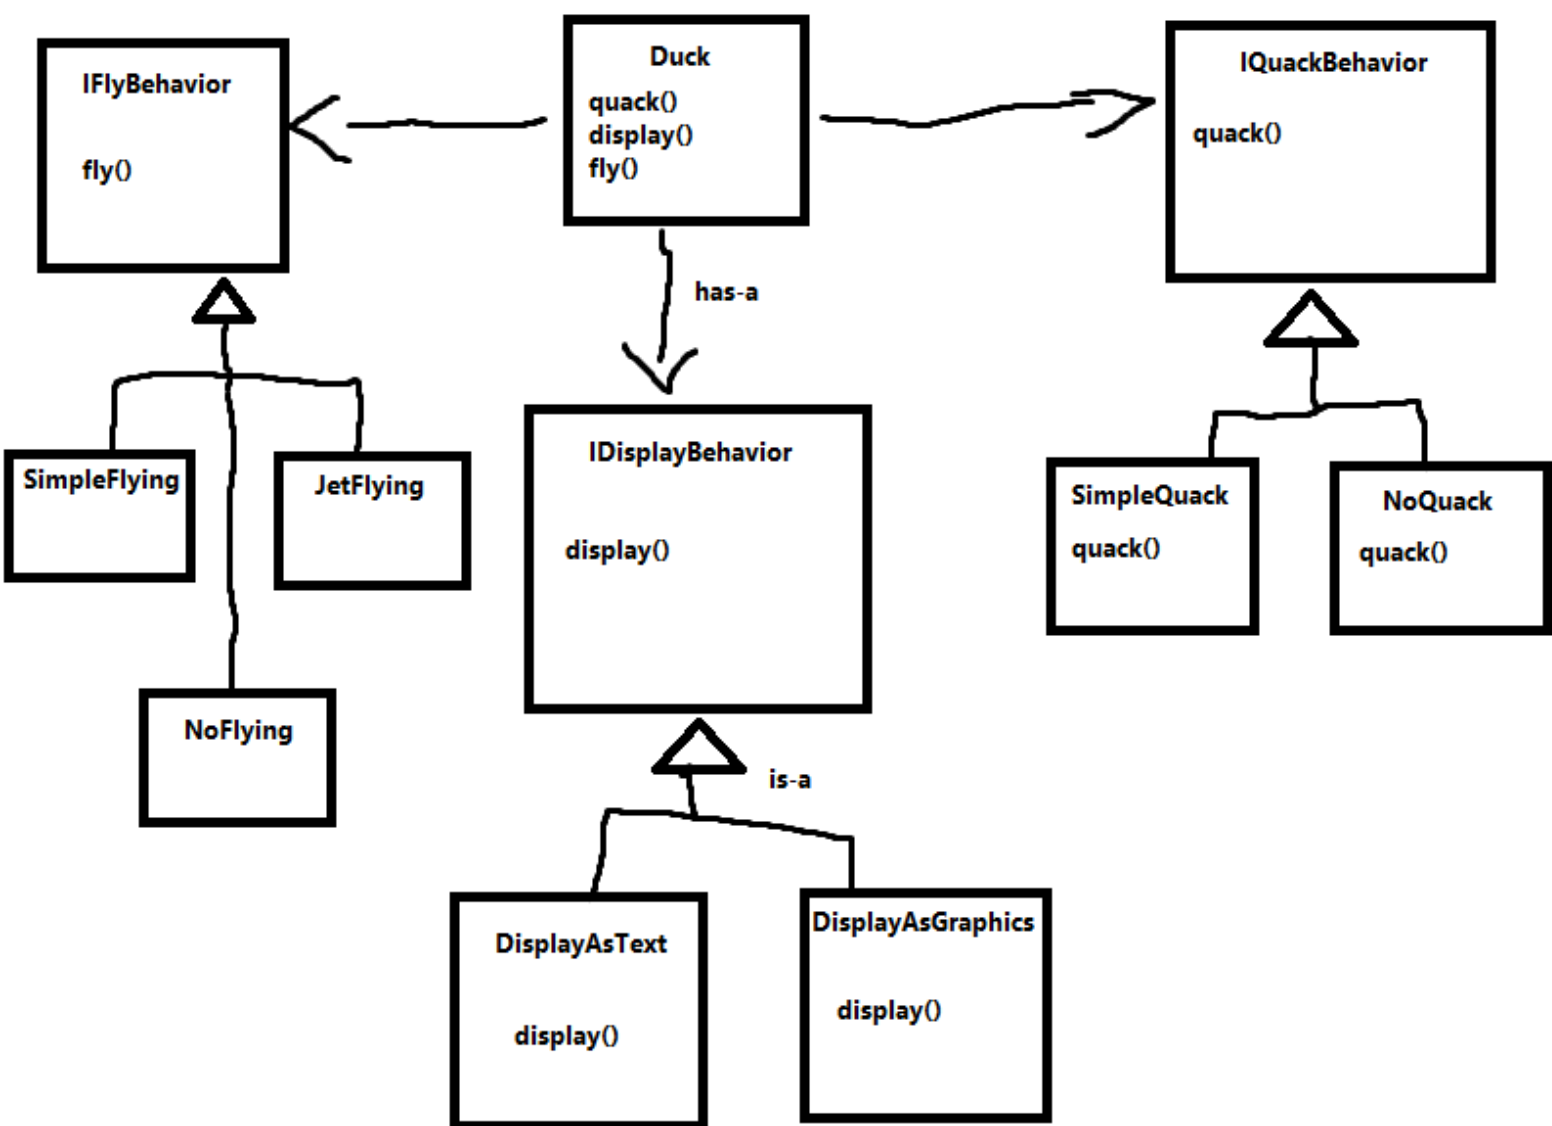 IFlyBehavior
fly()
Duck
quack()
display()
fly()
IQuackBehavior
quack()
has-a
SimpleFlying
JetFlying
NoFlying
IDisplayBehavior
display()
is-a
DisplayAsText
display()
DisplayAsGraphics
display()
SimpleQuack
quack()
NoQuack
quack()